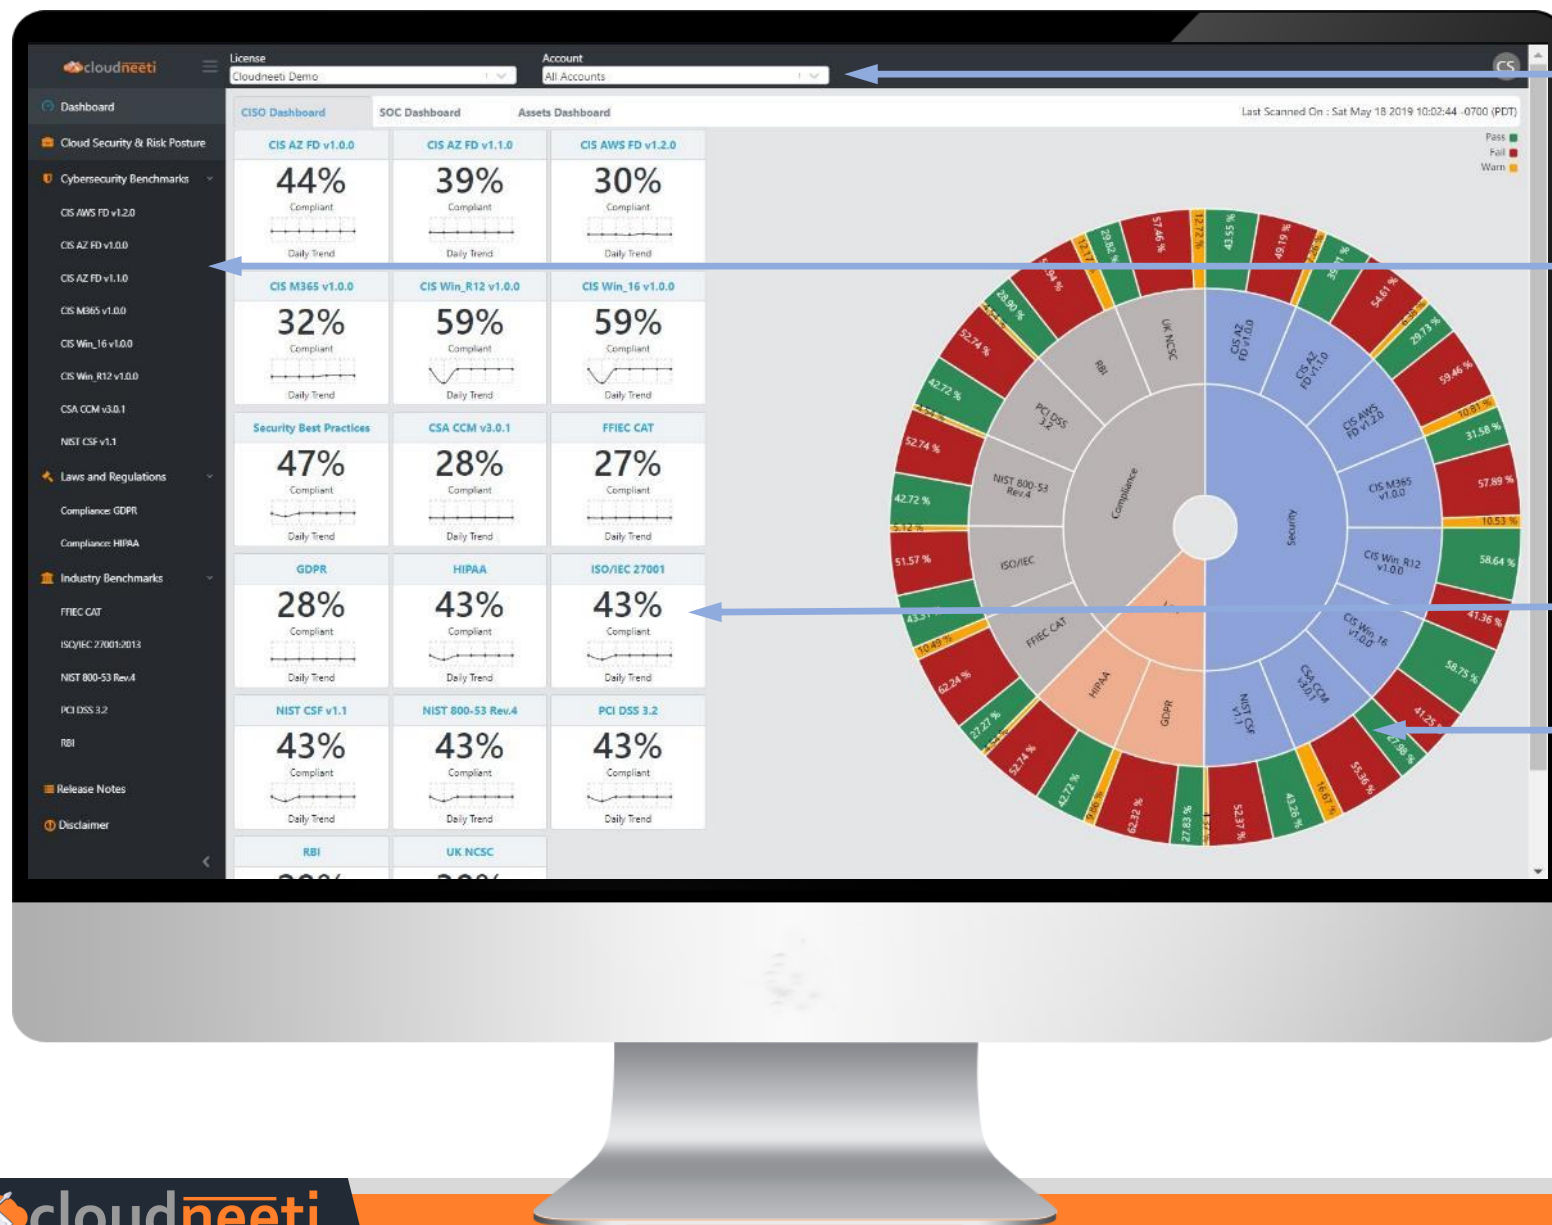 cloudneeti
License
Cloudneeti Demo
Account
All Accounts
CS
Dashboard
Cloud Security & Risk Posture
Cybersecurity Benchmarks
CIS AWS FD v1.2.0
CIS AZ FD v1.0.0
CIS AZ FD v1.1.0
CIS M365 v1.0.0
CIS Win_16 v1.0.0
CIS Win_R12 v1.0.0
CSA CCM v3.0.1
NIST CSF v1.1
Laws and Regulations
Compliance: GDPR
Compliance: HIPAA
Industry Benchmarks
FFIEC CAT
ISO/IEC 27001:2013
NIST 800-53 Rev.4
PCI DSS 3.2
RBI
Release Notes
Disclaimer
CISO Dashboard SOC Dashboard Assets Dashboard
Last Scanned On : Sat May 18 2019 10:02:44 -0700 (PDT)
CIS AZ FD v1.0.0 CIS AZ FD v1.1.0 CIS AWS FD v1.2.0
44% 39% 30%
Compliant Compliant Compliant
Daily Trend Daily Trend Daily Trend
CIS M365 v1.0.0 CIS Win_R12 v1.0.0 CIS Win_16 v1.0.0
32% 59% 59%
Compliant Compliant Compliant
Daily Trend Daily Trend Daily Trend
Security Best Practices CSA CCM v3.0.1 FFIEC CAT
47% 28% 27%
Compliant Compliant Compliant
Daily Trend Daily Trend Daily Trend
GDPR HIPAA ISO/IEC 27001
28% 43% 43%
Compliant Compliant Compliant
Daily Trend Daily Trend Daily Trend
NIST CSF v1.1 NIST 800-53 Rev.4 PCI DSS 3.2
43% 43% 43%
Compliant Compliant Compliant
Daily Trend Daily Trend Daily Trend
RBI UK NCSC
Pass
Fail
Warn
Security
CIS AZ
FD v1.0.0
CIS AZ
FD v1.1.0
CIS AWS
FD v1.2.0
CIS M365
v1.0.0
CIS Win_R12
v1.0.0
CIS Win_16
v1.0.0
CSA CCM
v3.0.1
NIST CSF
v1.1
GDPR
HIPAA
Compliance
FFIEC CAT
ISO/IEC
NIST 800-53
Rev.4
PCI DSS
3.2
RBI
UK NCSC
43.55 %
49.19 %
54.61 %
29.73 %
59.46 %
10.81 %
31.58 %
57.89 %
10.53 %
58.64 %
41.36 %
58.75 %
41.25 %
27.98 %
55.36 %
16.67 %
43.26 %
52.37 %
27.83 %
62.32 %
9.86 %
42.72 %
52.74 %
27.27 %
62.24 %
10.49 %
51.57 %
5.12 %
42.72 %
52.74 %
42.72 %
52.74 %
28.90 %
29.82 %
57.46 %
12.72 %
cloudneeti